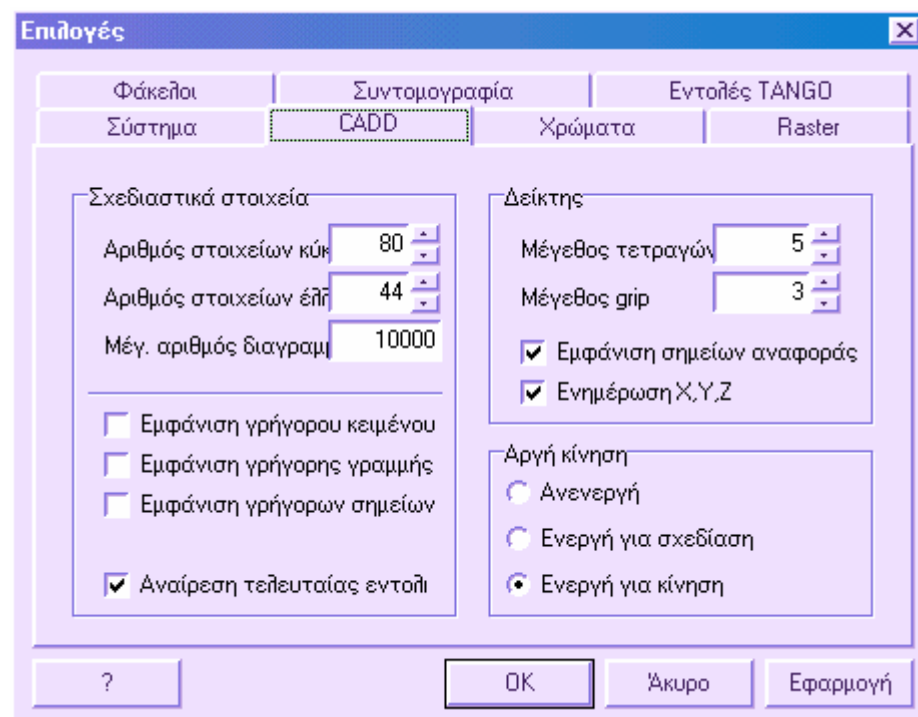 Επιλογές
Φάκελοι Συντομογραφία Εντολές TANGO
Σύστημα CADD Χρώματα Raster
Σχεδιαστικά στοιχεία
Αριθμός στοιχείων κύκ 80
Αριθμός στοιχείων έλλ 44
Μέγ. αριθμός διαγραμμ 10000
Εμφάνιση γρήγορου κειμένου
Εμφάνιση γρήγορης γραμμής
Εμφάνιση γρήγορων σημείων
Αναίρεση τελευταίας εντολ
Δείκτης
Μέγεθος τετραγών 5
Μέγεθος grip 3
Εμφάνιση σημείων αναφοράς
Ενημέρωση X,Y,Z
Αργή κίνηση
Ανενεργή
Ενεργή για σχεδίαση
Ενεργή για κίνηση
? OK Άκυρο Εφαρμογή